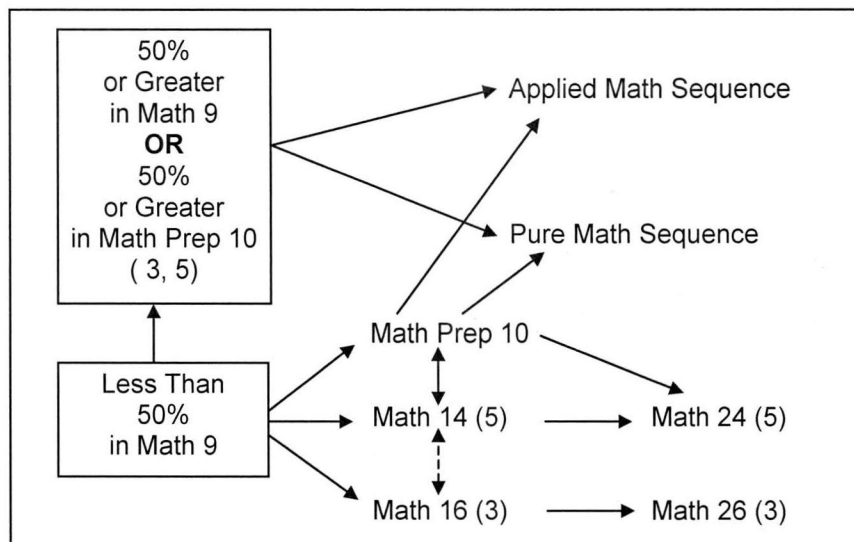 50%
or Greater
in Math 9
OR
50%
or Greater
in Math Prep 10
( 3, 5)
Applied Math Sequence
Pure Math Sequence
Math Prep 10
Less Than
50%
in Math 9
Math 14 (5)
Math 24 (5)
Math 16 (3)
Math 26 (3)